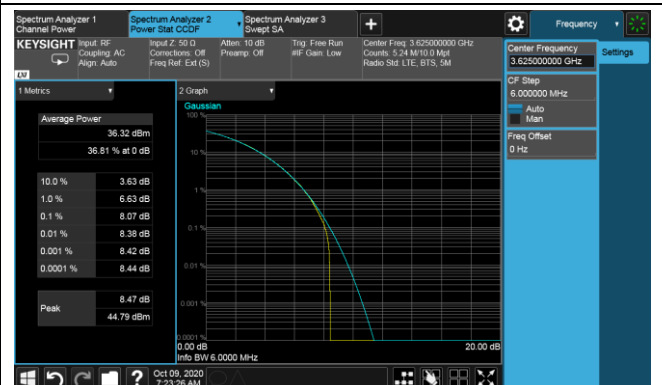 Spectrum Analyzer 1
Channel Power
Spectrum Analyzer 2
Power Stat CCDF
Spectrum Analyzer 3
Swept SA
Frequency
KEYSIGHT
Input: RF
Coupling: AC
Align: Auto
Input Z: 50 Ω
Corrections: Off
Freq Ref: Ext (S)
Atten: 10 dB
Preamp: Off
Trig: Free Run
#IF Gain: Low
Center Freq: 3.625000000 GHz
Counts: 5.24 M/10.0 Mpt
Radio Std: LTE, BTS, 5M
LXI
Center Frequency
3.625000000 GHz
Settings
CF Step
6.000000 MHz
Auto
Man
Freq Offset
0 Hz
1 Metrics
Average Power
36.32 dBm
36.81 % at 0 dB
10.0 % 3.63 dB
1.0 % 6.63 dB
0.1 % 8.07 dB
0.01 % 8.38 dB
0.001 % 8.42 dB
0.0001 % 8.44 dB
Peak
8.47 dB
44.79 dBm
2 Graph
Gaussian
100 %
10 %
1 %
0.1 %
0.01 %
0.001 %
0.0001 %
0.00 dB
20.00 dB
Info BW 6.0000 MHz
Oct 09, 2020
7:23:26 AM